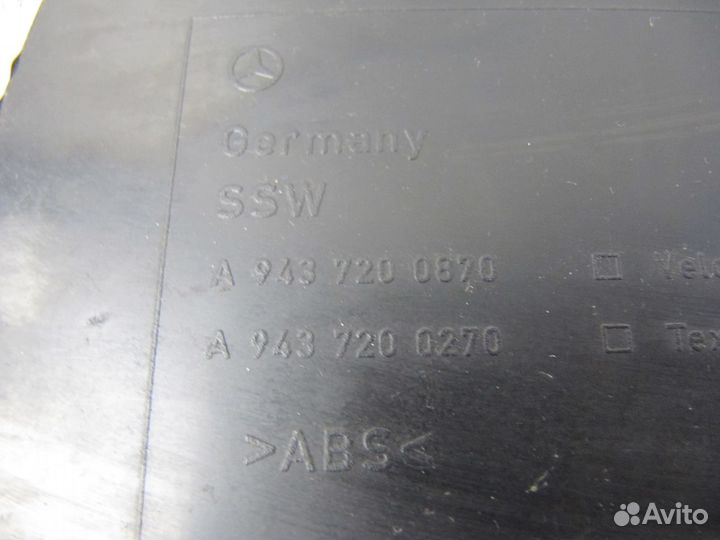 Germany
SSW
A 943 720 0870
A 943 720 0270
>ABS<
Avito